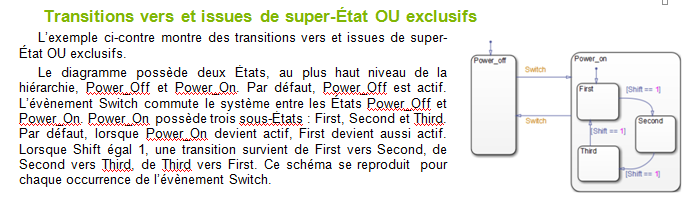 Transitions vers et issues de super-État OU exclusifs
L'exemple ci-contre montre des transitions vers et issues de super-
État OU exclusifs.
Le diagramme possède deux États, au plus haut niveau de la
hiérarchie, Power_Off et Power_On. Par défaut, Power_Off est actif.
L'évènement Switch commute le système entre les États Power_Off et
Power_On. Power_On possède trois sous-États : First, Second et Third.
Par défaut, lorsque Power_On devient actif, First devient aussi actif.
Lorsque Shift égal 1, une transition survient de First vers Second, de
Second vers Third, de Third vers First. Ce schéma se reproduit pour
chaque occurrence de l'évènement Switch.
Power_off
Switch
Switch
Power_on
First
[Shift == 1]
Second
[Shift == 1]
Third
[Shift == 1]